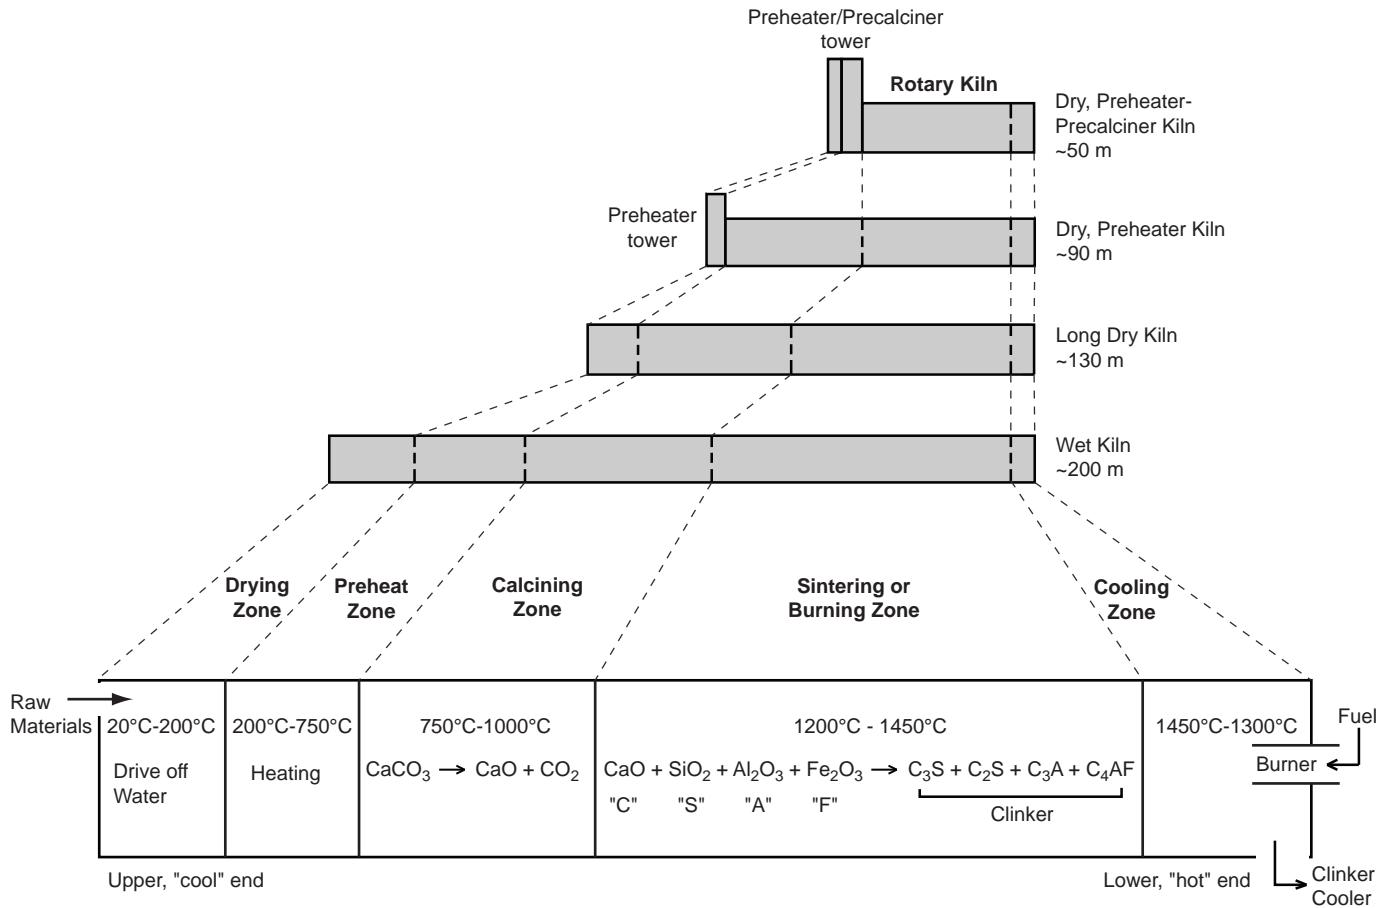 Preheater/Precalciner
tower
Rotary Kiln
Dry, Preheater-
Precalciner Kiln
~50 m
Preheater
tower
Dry, Preheater Kiln
~90 m
Long Dry Kiln
~130 m
Wet Kiln
~200 m
Drying
Zone
Preheat
Zone
Calcining
Zone
Sintering or
Burning Zone
Cooling
Zone
Raw
Materials
20°C-200°C
200°C-750°C
750°C-1000°C
1200°C - 1450°C
1450°C-1300°C
Fuel
Drive off
Water
Heating
CaCO₃ → CaO + CO₂
CaO + SiO₂ + Al₂O₃ + Fe₂O₃ → C₃S + C₂S + C₃A + C₄AF
Burner
"C" "S" "A" "F"
Clinker
Upper, "cool" end
Lower, "hot" end
Clinker
Cooler